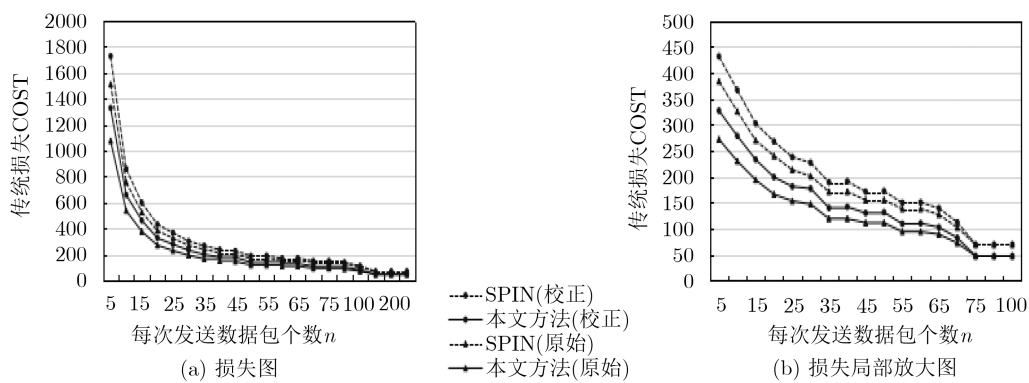 2000
1800
1600
1400
1200
1000
800
600
400
200
0
传统损失COST
5 15 25 35 45 55 65 75 100 200
每次发送数据包个数n
(a) 损失图
SPIN(校正)
本文方法(校正)
SPIN(原始)
本文方法(原始)
500
450
400
350
300
250
200
150
100
50
0
传统损失COST
5 15 25 35 45 55 65 75 100
每次发送数据包个数n
(b) 损失局部放大图